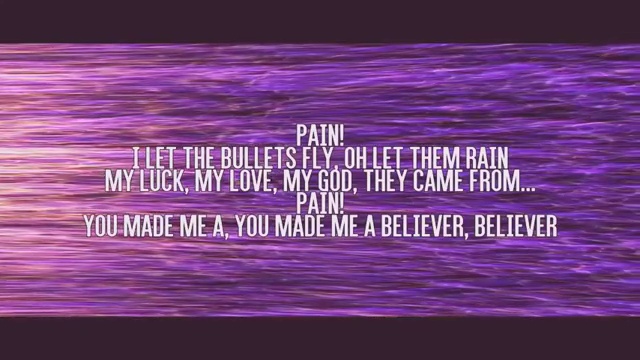 PAIN!
I LET THE BULLETS FLY, OH LET THEM RAIN
MY LUCK, MY LOVE, MY GOD, THEY CAME FROM...
PAIN!
YOU MADE ME A, YOU MADE ME A BELIEVER, BELIEVER